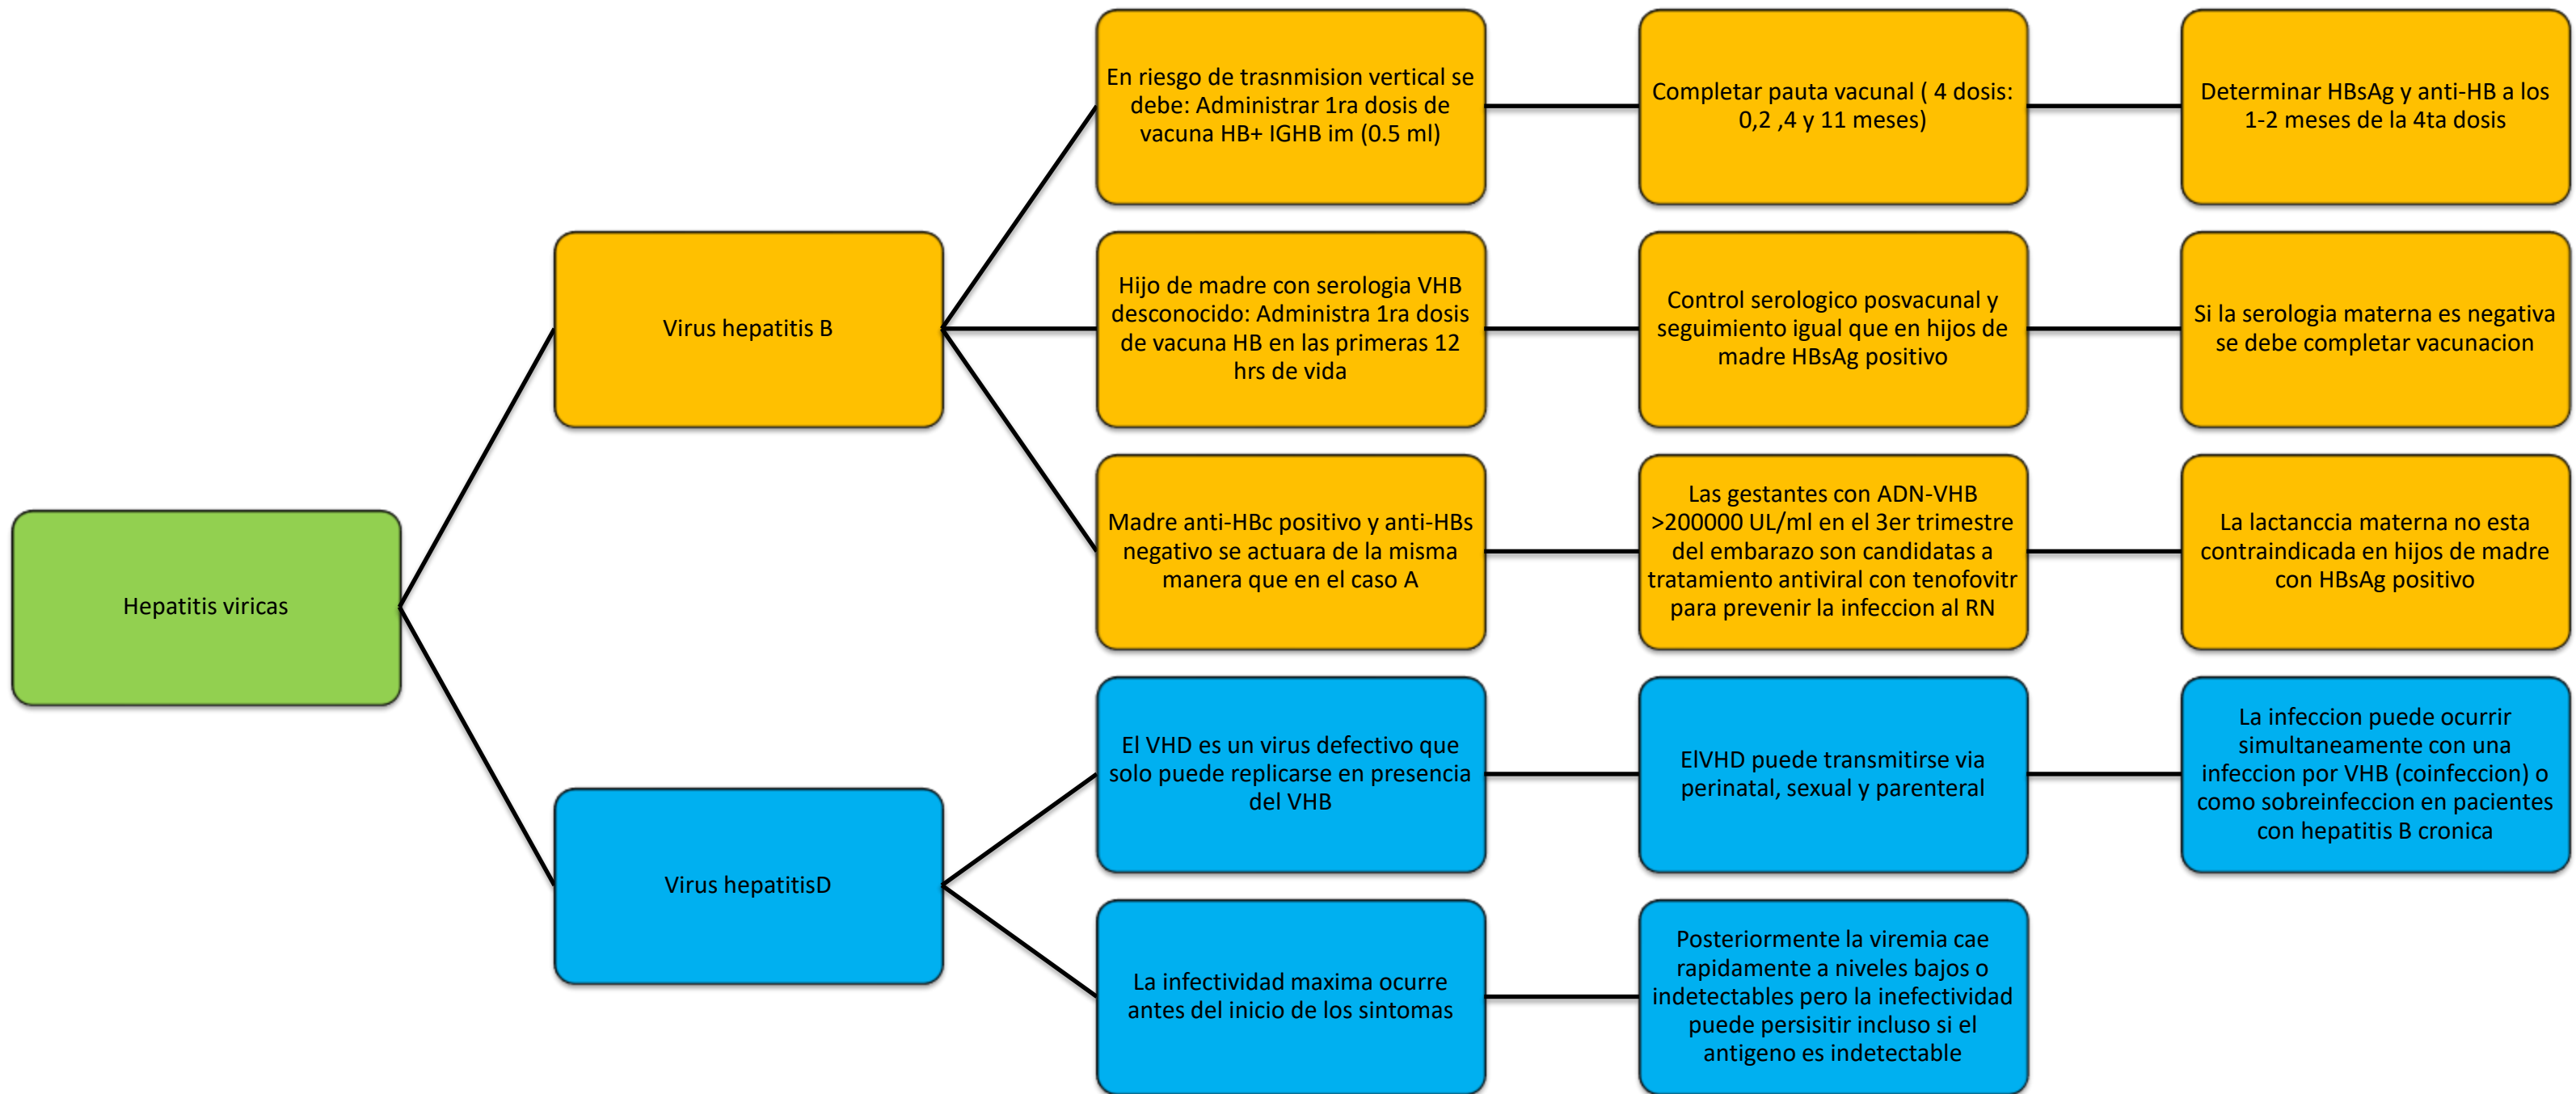 Hepatitis viricas
Virus hepatitis B
En riesgo de trasnmision vertical se
debe: Administrar 1ra dosis de
vacuna HB+ IGHB im (0.5 ml)
Completar pauta vacunal ( 4 dosis:
0,2 ,4 y 11 meses)
Determinar HBsAg y anti-HB a los
1-2 meses de la 4ta dosis
Hijo de madre con serologia VHB
desconocido: Administra 1ra dosis
de vacuna HB en las primeras 12
hrs de vida
Control serologico posvacunal y
seguimiento igual que en hijos de
madre HBsAg positivo
Si la serologia materna es negativa
se debe completar vacunacion
Madre anti-HBc positivo y anti-HBs
negativo se actuara de la misma
manera que en el caso A
Las gestantes con ADN-VHB
>200000 UL/ml en el 3er trimestre
del embarazo son candidatas a
tratamiento antiviral con tenofovitr
para prevenir la infeccion al RN
La lactanccia materna no esta
contraindicada en hijos de madre
con HBsAg positivo
Virus hepatitisD
El VHD es un virus defectivo que
solo puede replicarse en presencia
del VHB
ElVHD puede transmitirse via
perinatal, sexual y parenteral
La infeccion puede ocurrir
simultaneamente con una
infeccion por VHB (coinfeccion) o
como sobreinfeccion en pacientes
con hepatitis B cronica
La infectividad maxima ocurre
antes del inicio de los sintomas
Posteriormente la viremia cae
rapidamente a niveles bajos o
indetectables pero la inefectividad
puede persisitir incluso si el
antigeno es indetectable